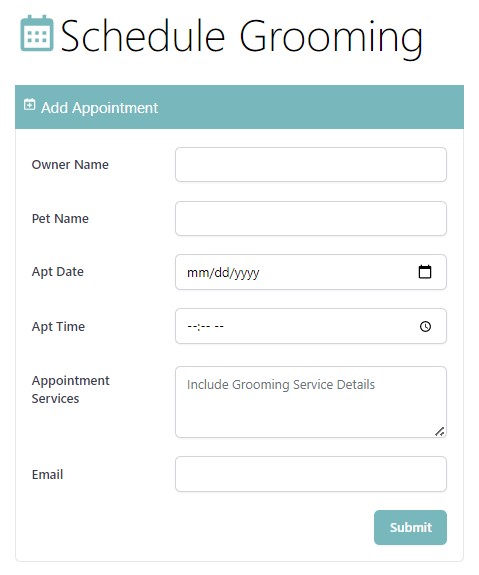 Schedule Grooming
Add Appointment
Owner Name
Pet Name
Apt Date
mm/dd/yyyy
Apt Time
--:-- --
Appointment
Services
Include Grooming Service Details
Email
Submit